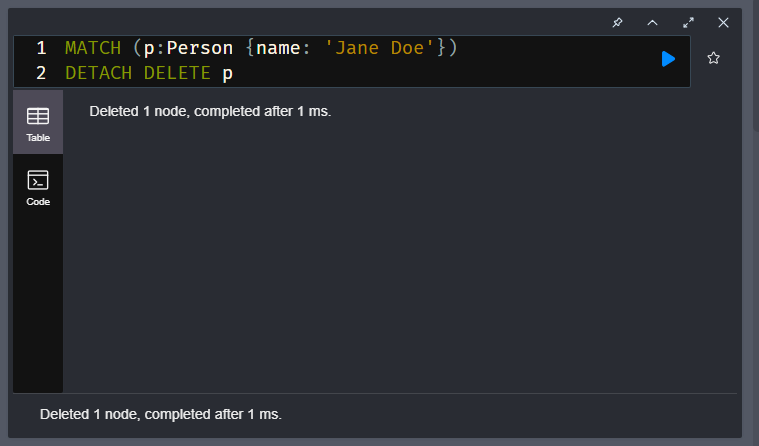 1 MATCH (p:Person {name: 'Jane Doe'})
2 DETACH DELETE p
Table
Deleted 1 node, completed after 1 ms.
Code
Deleted 1 node, completed after 1 ms.